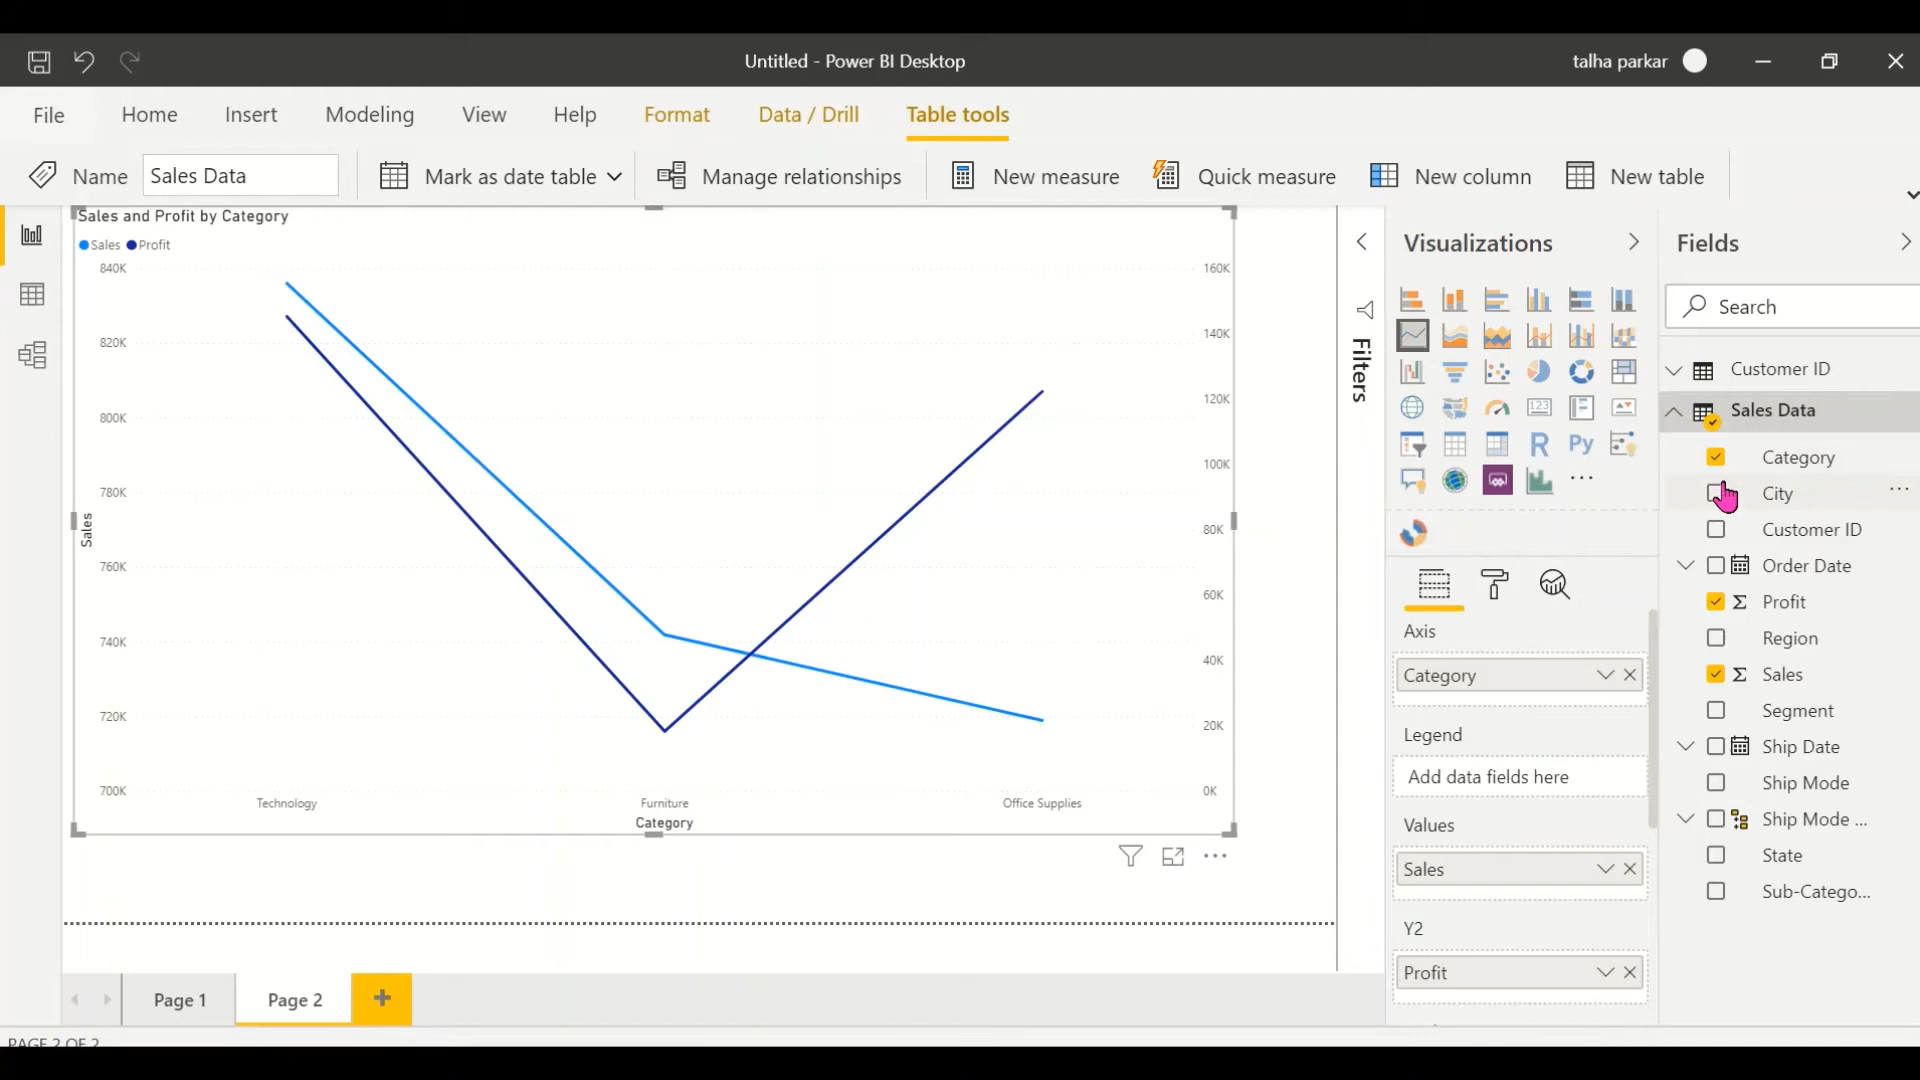 Untitled - Power BI Desktop
talha parkar
File
Home
Insert
Modeling
View
Help
Format
Data / Drill
Table tools
Name
Sales Data
Mark as date table
Manage relationships
New measure
Quick measure
New column
New table
Sales and Profit by Category
Sales
Profit
840K
820K
800K
780K
760K
740K
720K
700K
Sales
160K
140K
120K
100K
80K
60K
40K
20K
0K
Technology
Furniture
Office Supplies
Category
Filters
Visualizations
123
R
Py
Axis
Category
Legend
Add data fields here
Values
Sales
Y2
Profit
Fields
Search
Customer ID
Sales Data
Category
City
Customer ID
Order Date
Profit
Region
Sales
Segment
Ship Date
Ship Mode
Ship Mode ...
State
Sub-Catego...
Page 1
Page 2
PAGE 2 OF 2